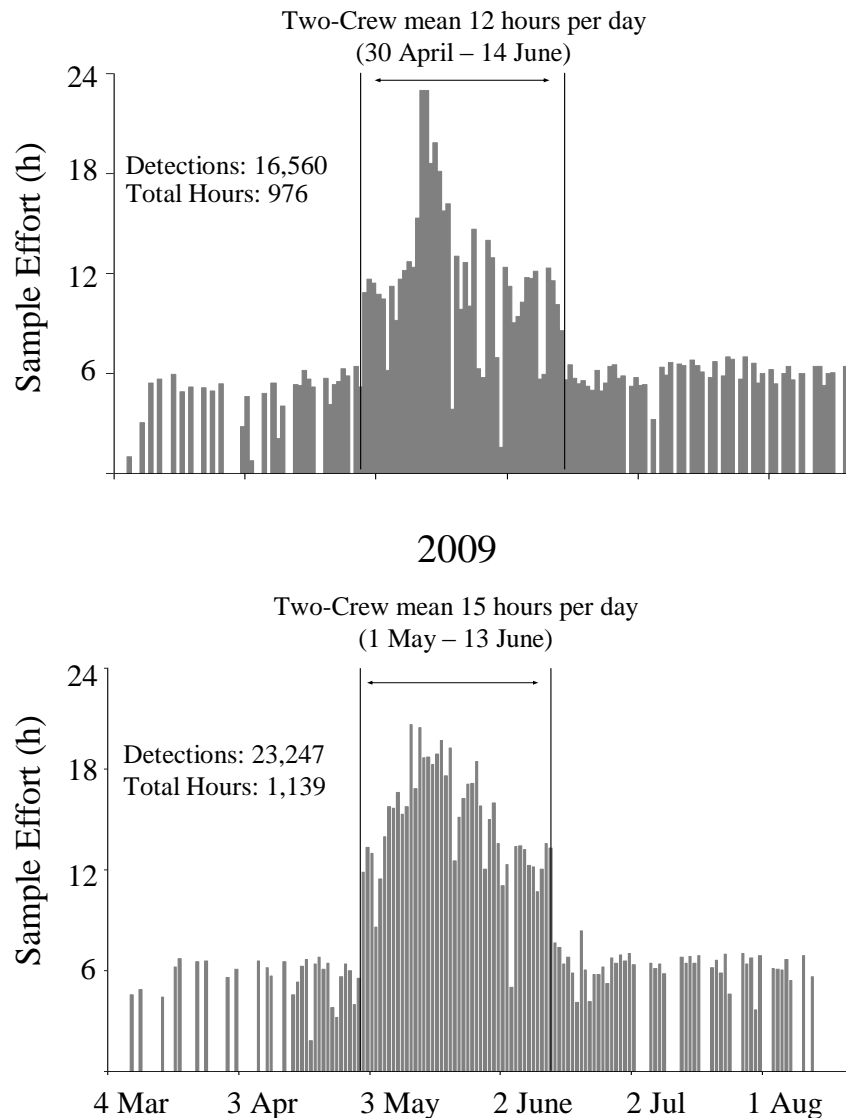 Two-Crew mean 12 hours per day
(30 April – 14 June)
24
18
12
6
Sample Effort (h)
Detections: 16,560
Total Hours: 976
2009
Two-Crew mean 15 hours per day
(1 May – 13 June)
24
18
12
6
Sample Effort (h)
Detections: 23,247
Total Hours: 1,139
4 Mar 3 Apr 3 May 2 June 2 Jul 1 Aug